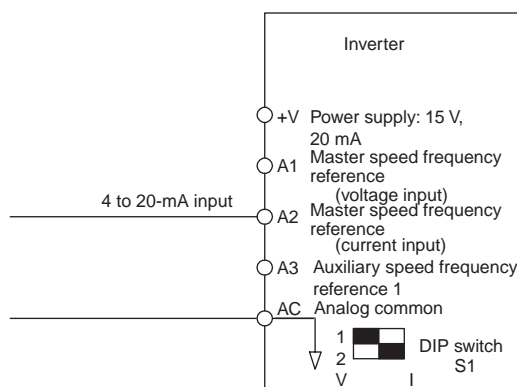 Inverter
+V Power supply: 15 V,
20 mA
A1 Master speed frequency
reference
(voltage input)
4 to 20-mA input
A2 Master speed frequency
reference
(current input)
A3 Auxiliary speed frequency
reference 1
AC Analog common
1
2
DIP switch
S1
V I